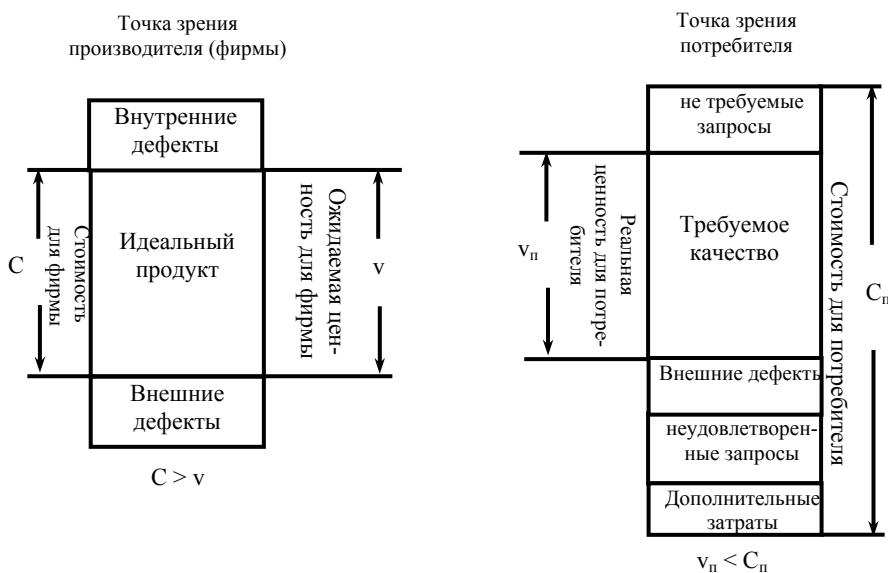 Точка зрения
производителя (фирмы)
Внутренние
дефекты
С
Стоимость
для фирмы
Идеальный
продукт
Ожидаемая цен-
ность для фирмы
v
Внешние
дефекты
C > v
Точка зрения
потребителя
не требуемые
запросы
vп
Реальная
ценность для потре-
бителя
Требуемое
качество
Стоимость для потребителя
Сп
Внешние дефекты
неудовлетворен-
ные запросы
Дополнительные
затраты
vп < Cп